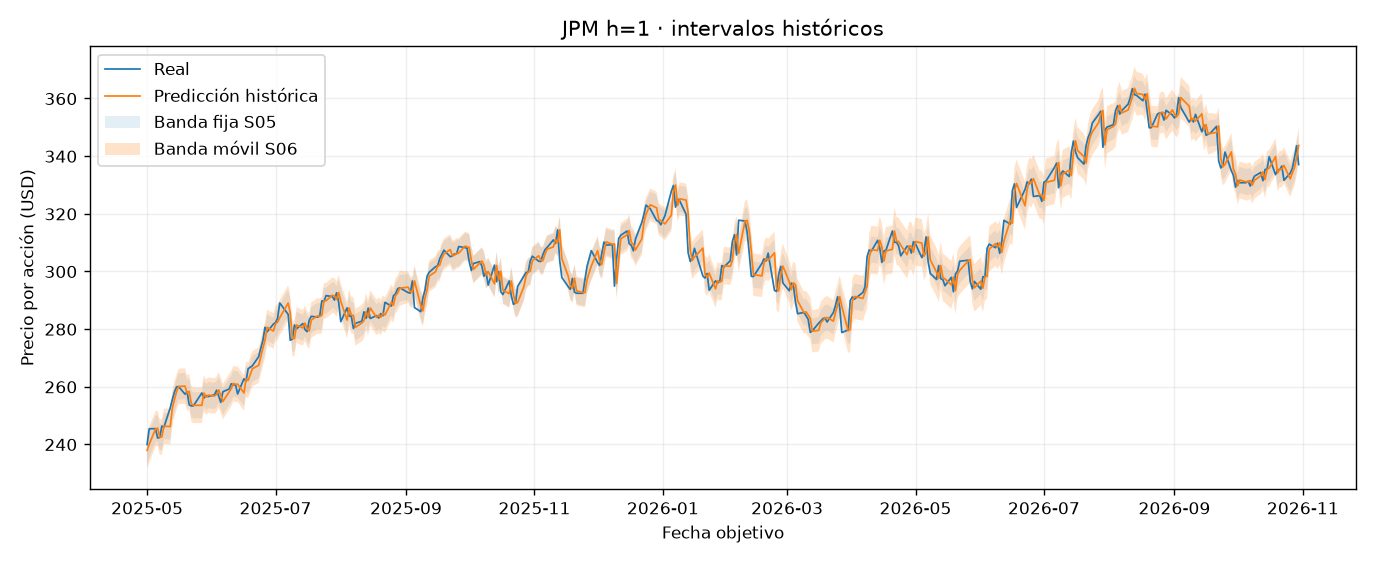 JPM h=1 · intervalos históricos
Real
Predicción histórica
Banda fija S05
Banda móvil S06
Precio por acción (USD)
360
340
320
300
280
260
240
2025-05 2025-07 2025-09 2025-11 2026-01 2026-03 2026-05 2026-07 2026-09 2026-11
Fecha objetivo